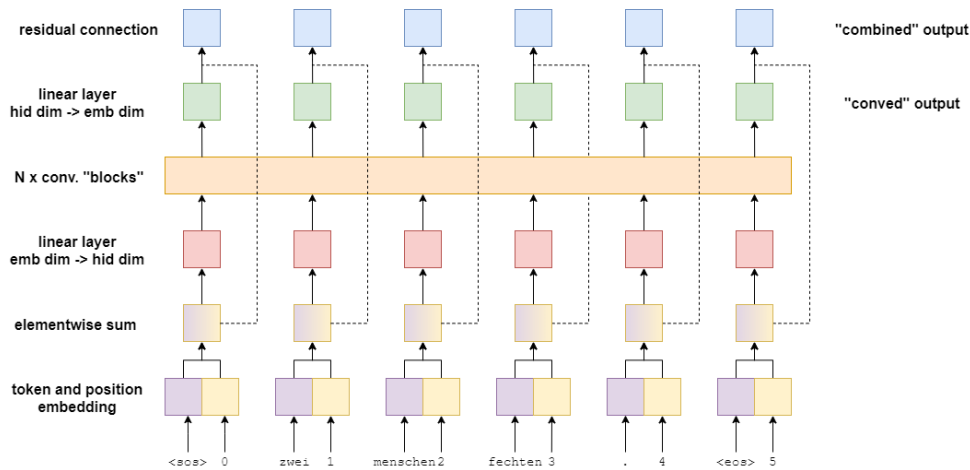 residual connection "combined" output
linear layer
hid dim -> emb dim "conved" output
N x conv. "blocks"
linear layer
emb dim -> hid dim
elementwise sum
token and position
embedding
<sos> 0 zwei 1 menschen 2 fechten 3 . 4 <eos> 5